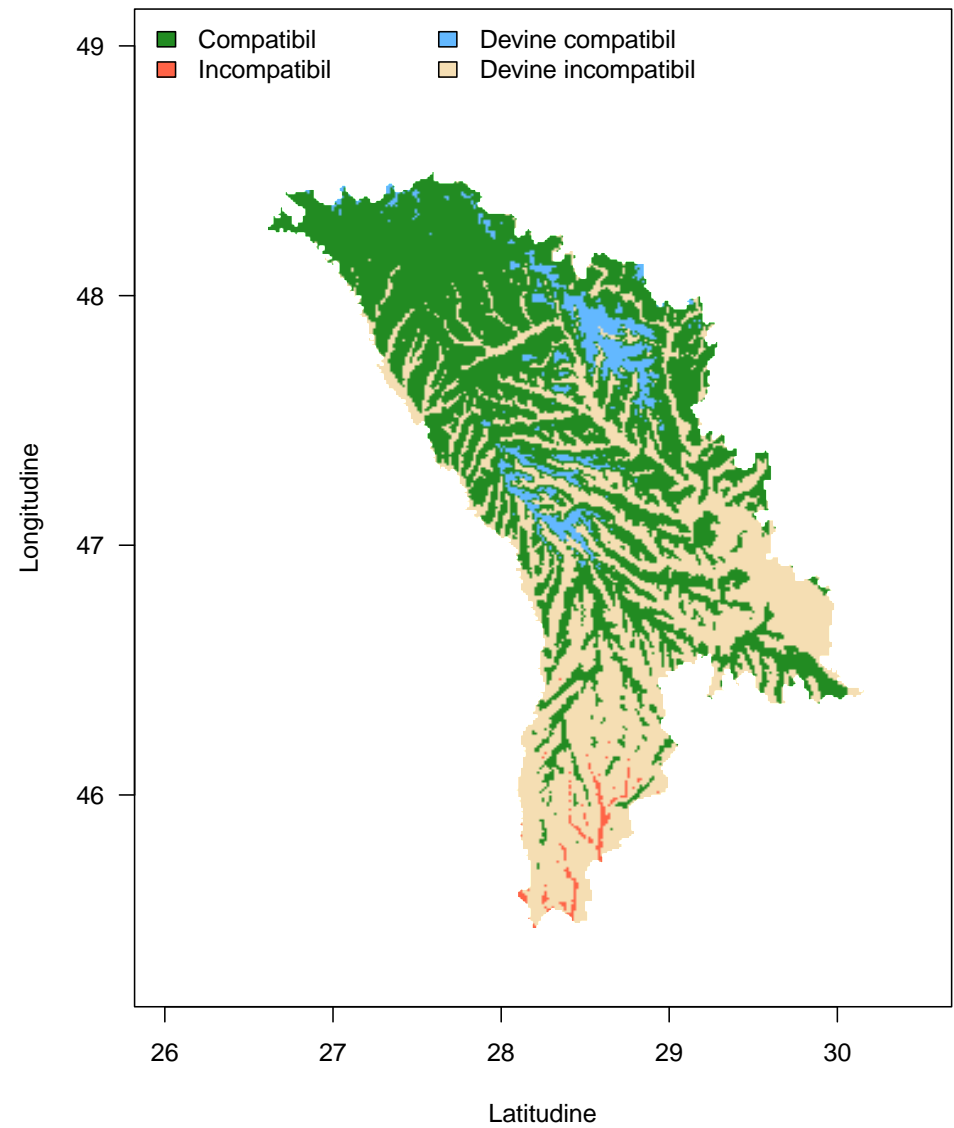 Compatibil
Incompatibil
Devine compatibil
Devine incompatibil
49
48
47
46
Longitudine
26 27 28 29 30
Latitudine